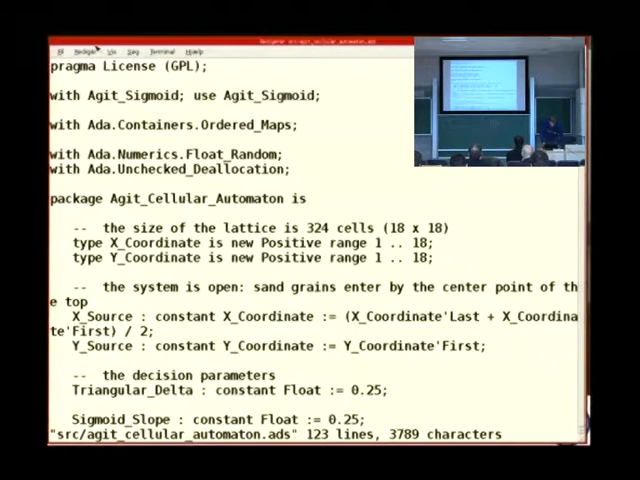 Redigér Vis Søg Terminal Hjælp
pragma License (GPL);
with Agit_Sigmoid; use Agit_Sigmoid;
with Ada.Containers.Ordered_Maps;
with Ada.Numerics.Float_Random;
with Ada.Unchecked_Deallocation;
package Agit_Cellular_Automaton is
-- the size of the lattice is 324 cells (18 x 18)
type X_Coordinate is new Positive range 1 .. 18;
type Y_Coordinate is new Positive range 1 .. 18;
-- the system is open: sand grains enter by the center point of th
e top
X_Source : constant X_Coordinate := (X_Coordinate'Last + X_Coordina
te'First) / 2;
Y_Source : constant Y_Coordinate := Y_Coordinate'First;
-- the decision parameters
Triangular_Delta : constant Float := 0.25;
Sigmoid_Slope : constant Float := 0.25;
"src/agit_cellular_automaton.ads" 123 lines, 3789 characters